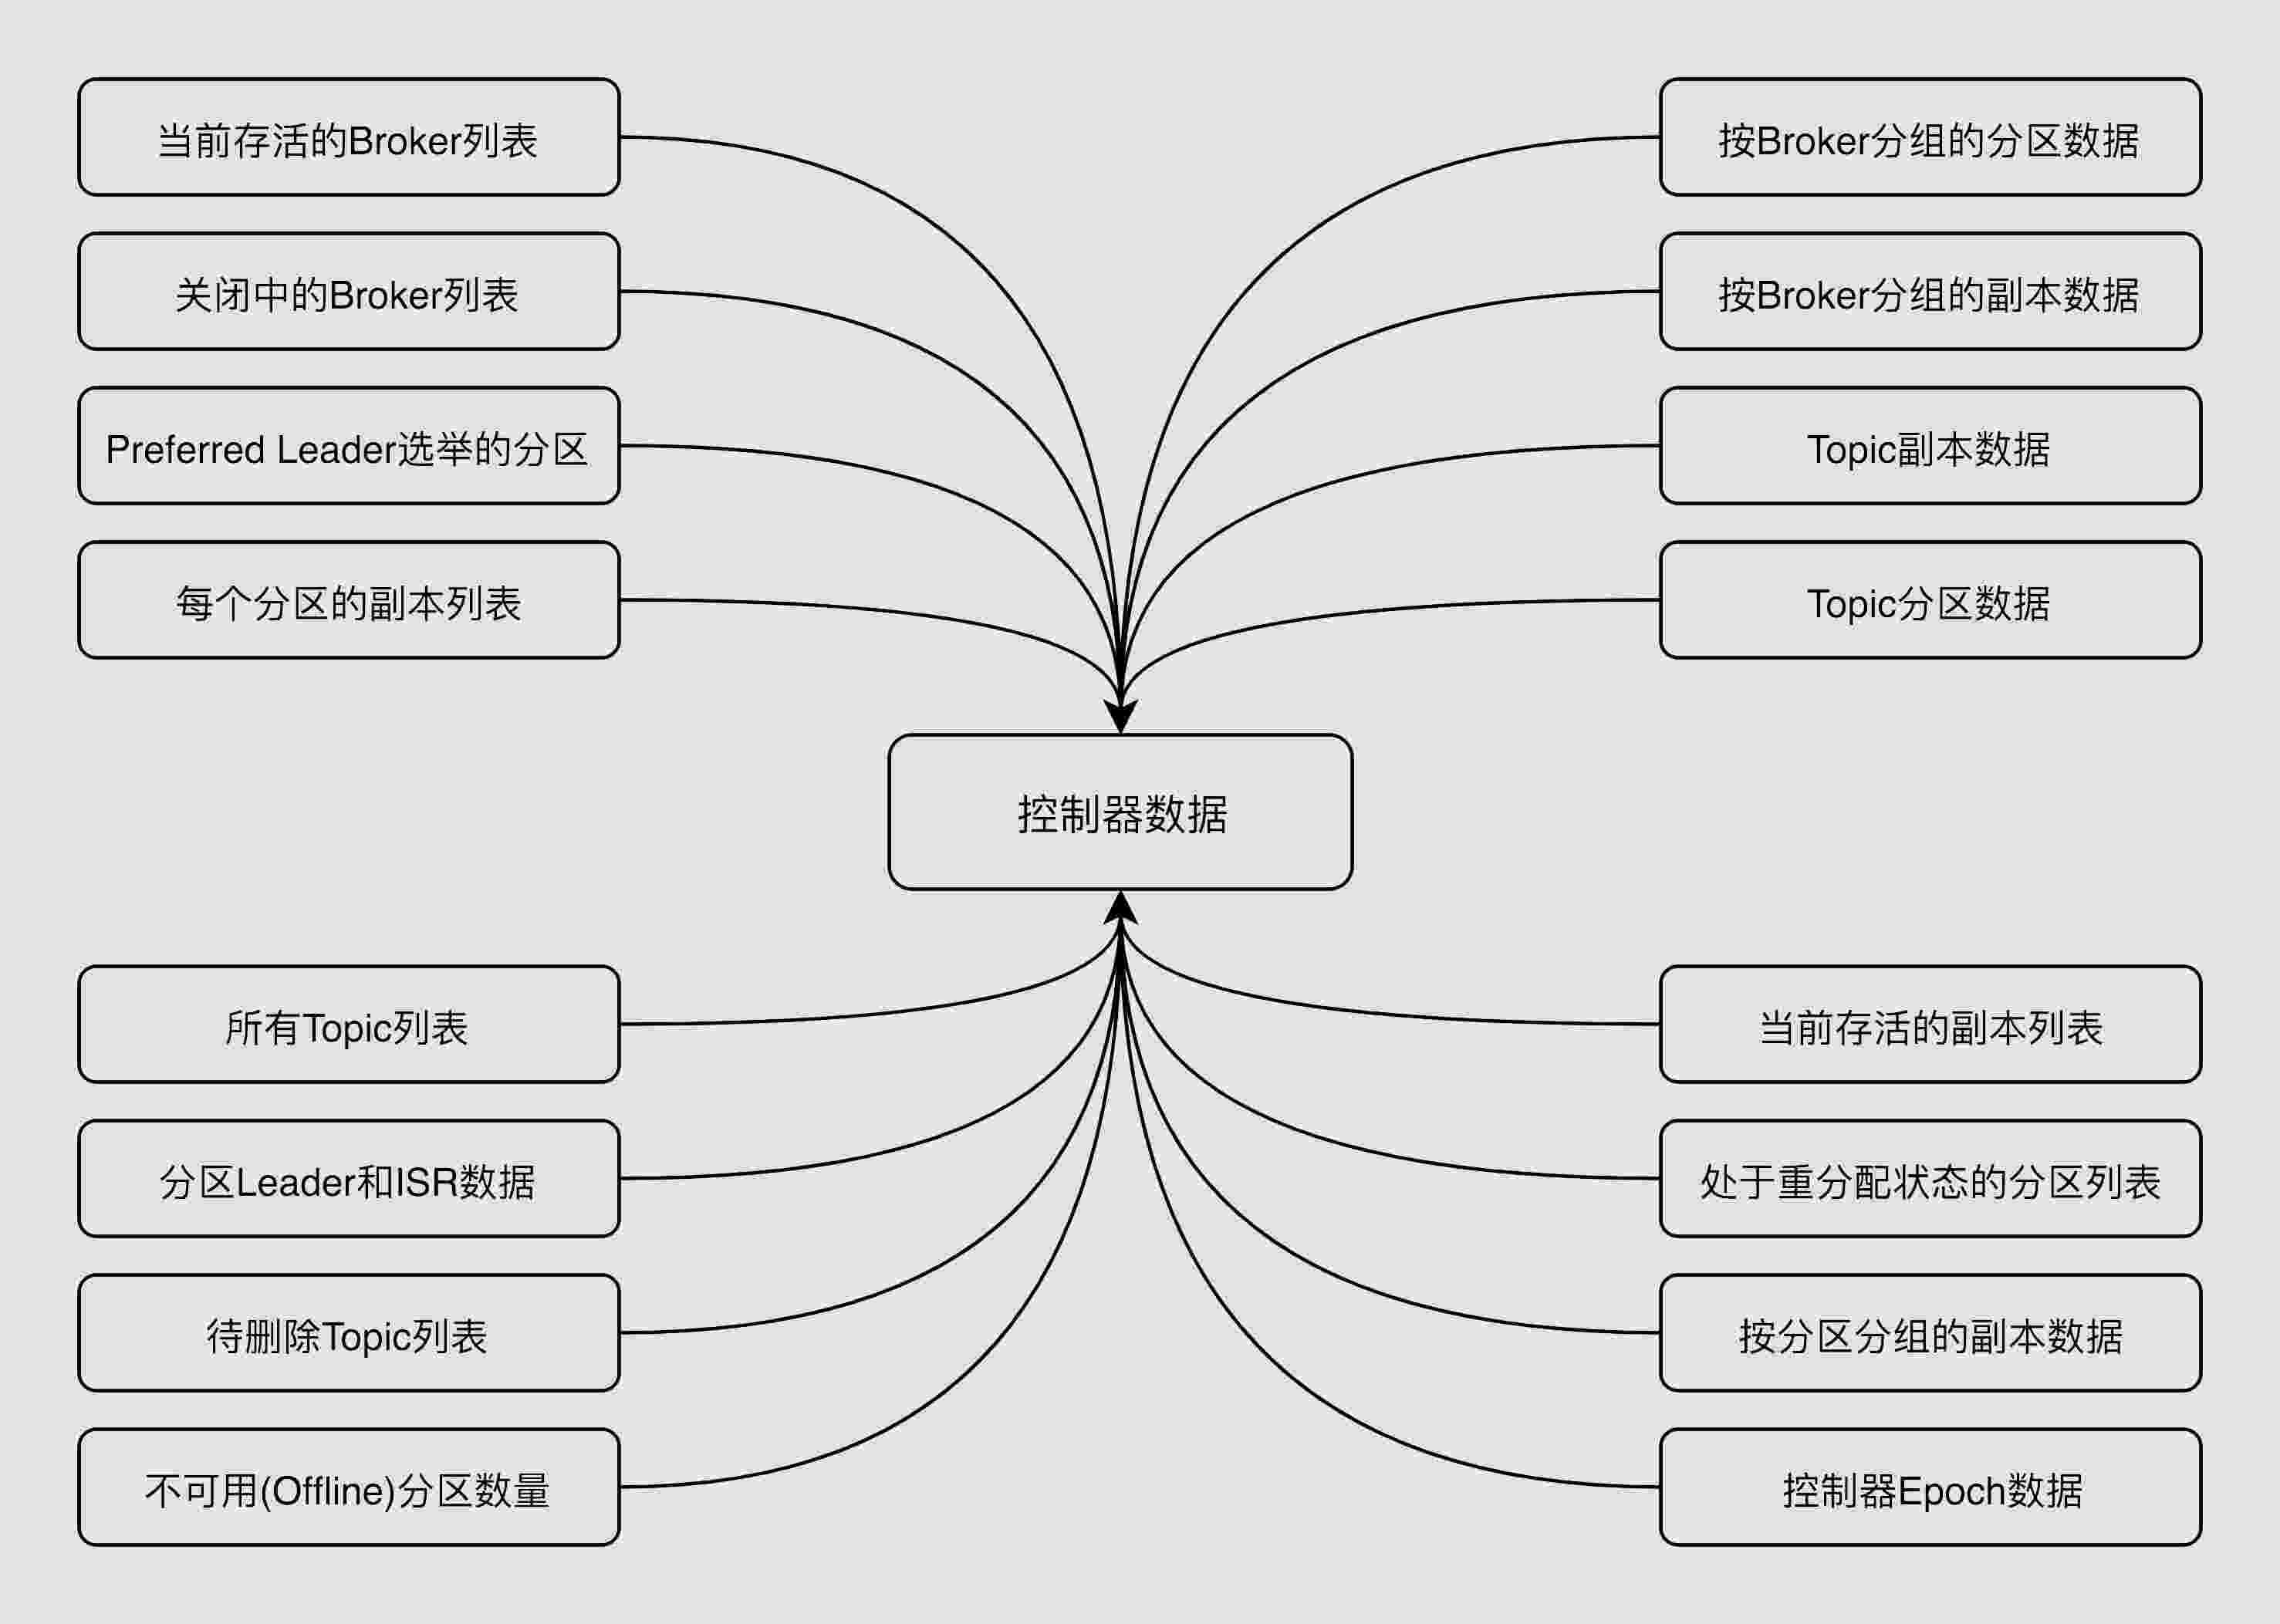 当前存活的Broker列表
按Broker分组的分区数据
关闭中的Broker列表
按Broker分组的副本数据
Preferred Leader选举的分区
Topic副本数据
每个分区的副本列表
Topic分区数据
控制器数据
所有Topic列表
当前存活的副本列表
分区Leader和ISR数据
处于重分配状态的分区列表
待删除Topic列表
按分区分组的副本数据
不可用(Offline)分区数量
控制器Epoch数据